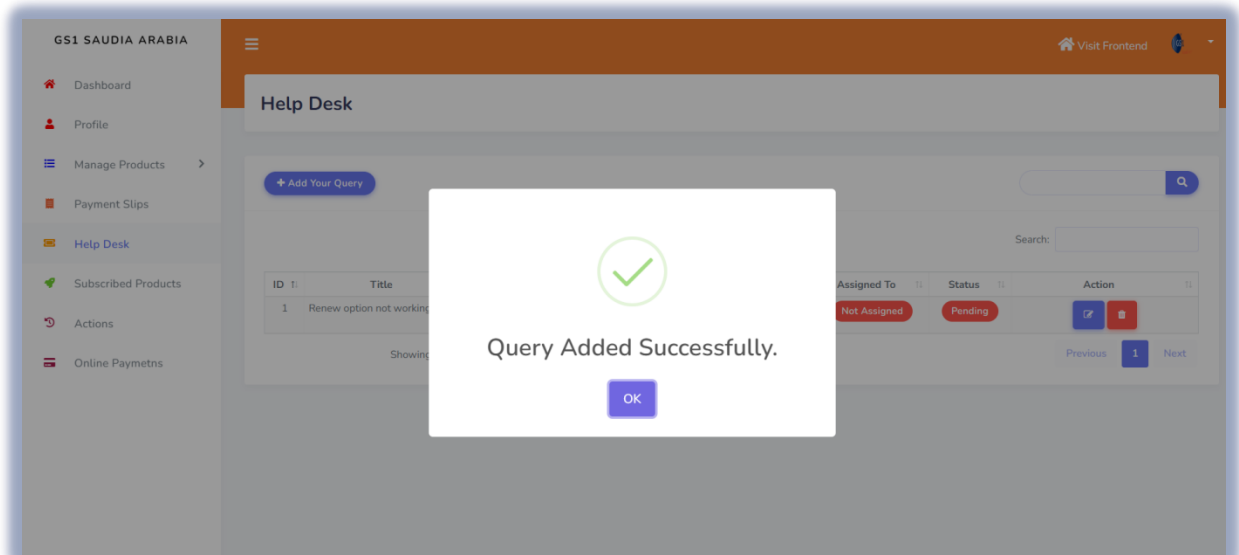 GS1 SAUDIA ARABIA
Visit Frontend
Dashboard
Profile
Manage Products
Payment Slips
Help Desk
Subscribed Products
Actions
Online Paymetns
Help Desk
+ Add Your Query
Search:
ID Title Assigned To Status Action
1 Renew option not working Not Assigned Pending
Showing
Previous 1 Next
Query Added Successfully.
OK